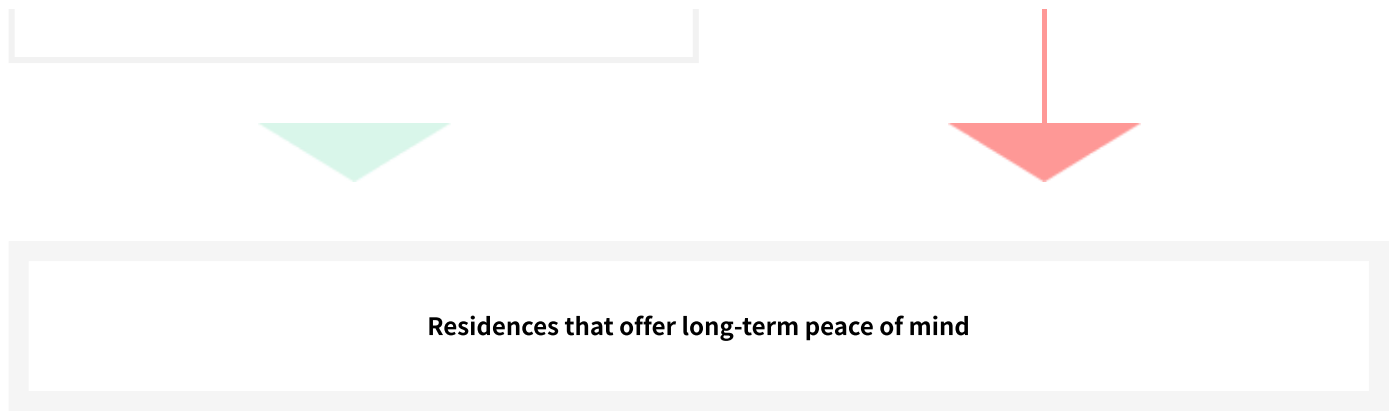 Residences that offer long-term peace of mind